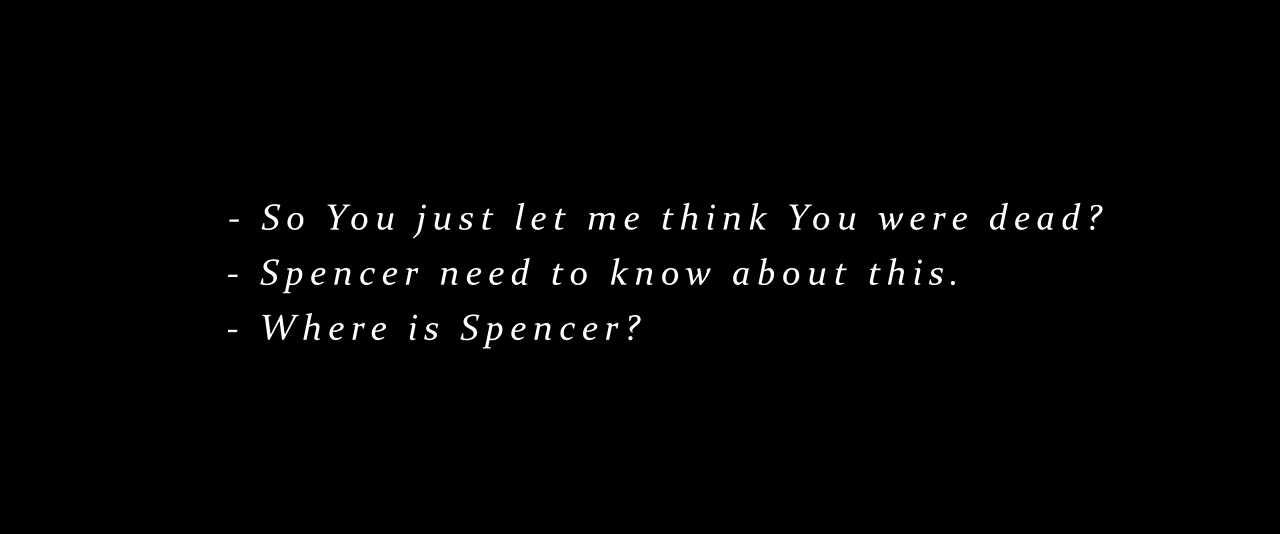 - So You just let me think You were dead?
- Spencer need to know about this.
- Where is Spencer?